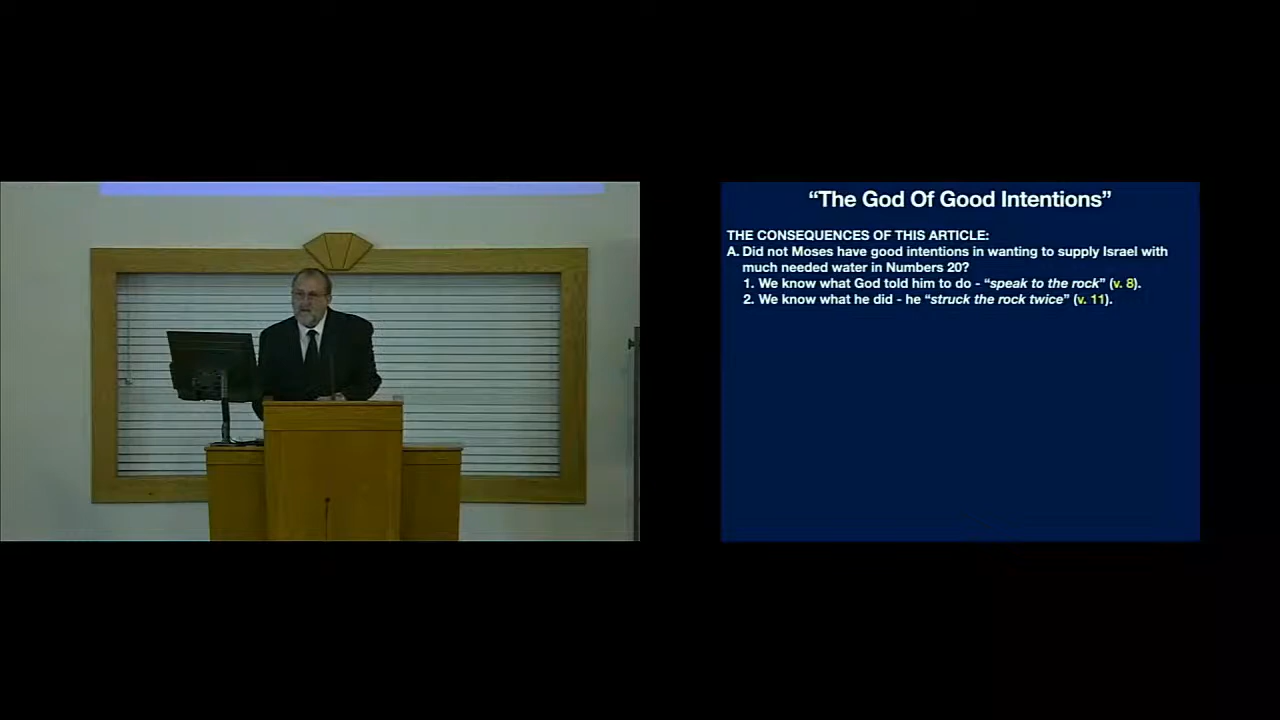 “The God Of Good Intentions”
THE CONSEQUENCES OF THIS ARTICLE:
A. Did not Moses have good intentions in wanting to supply Israel with
much needed water in Numbers 20?
1. We know what God told him to do - “speak to the rock” (v. 8).
2. We know what he did - he “struck the rock twice” (v. 11).